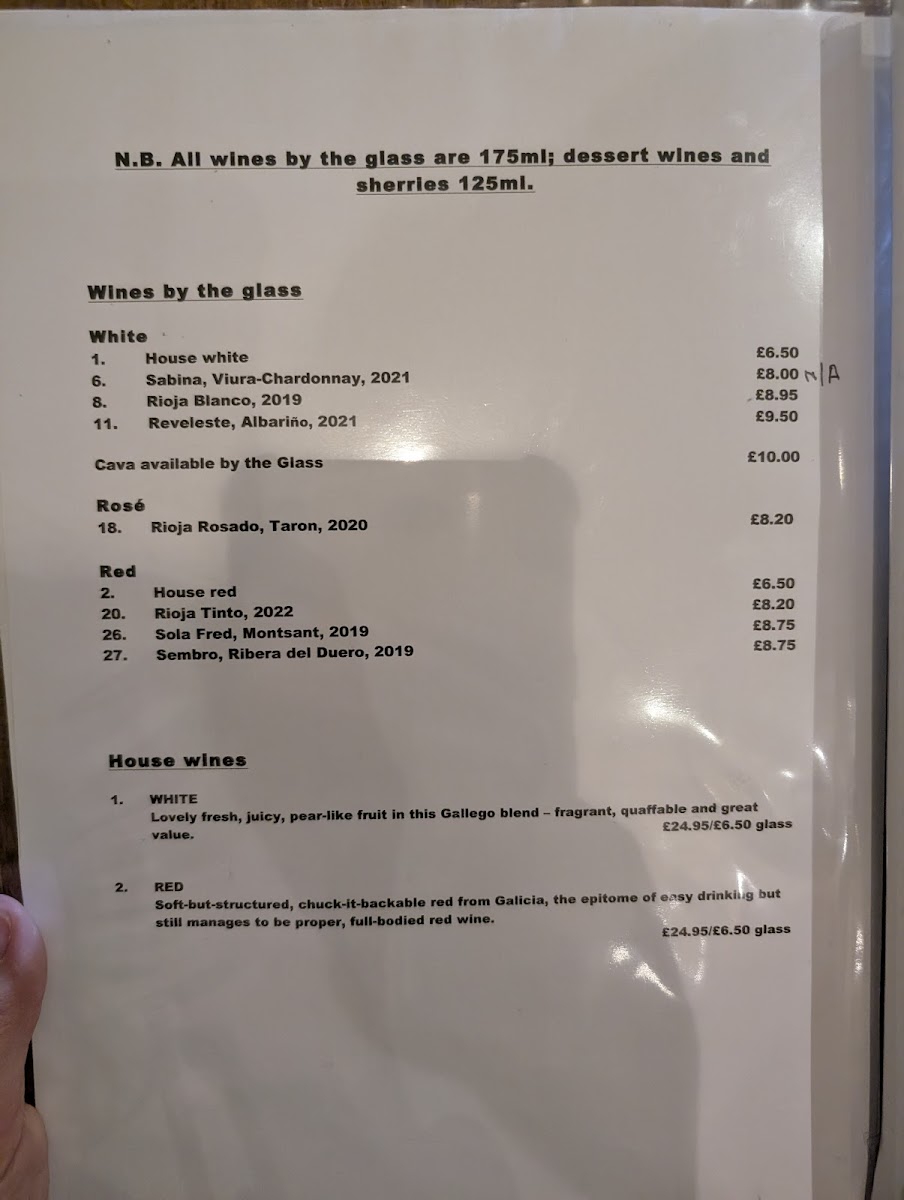 N.B. All wines by the glass are 175ml; dessert wines and
sherries 125ml.
Wines by the glass
White
1. House white £6.50
6. Sabina, Viura-Chardonnay, 2021 £8.00 N/A
8. Rioja Blanco, 2019 £8.95
11. Reveleste, Albariño, 2021 £9.50
Cava available by the Glass £10.00
Rosé
18. Rioja Rosado, Taron, 2020 £8.20
Red
2. House red £6.50
20. Rioja Tinto, 2022 £8.20
26. Sola Fred, Montsant, 2019 £8.75
27. Sembro, Ribera del Duero, 2019 £8.75
House wines
1. WHITE
Lovely fresh, juicy, pear-like fruit in this Gallego blend – fragrant, quaffable and great
value. £24.95/£6.50 glass
2. RED
Soft-but-structured, chuck-it-backable red from Galicia, the epitome of easy drinking but
still manages to be proper, full-bodied red wine.
£24.95/£6.50 glass